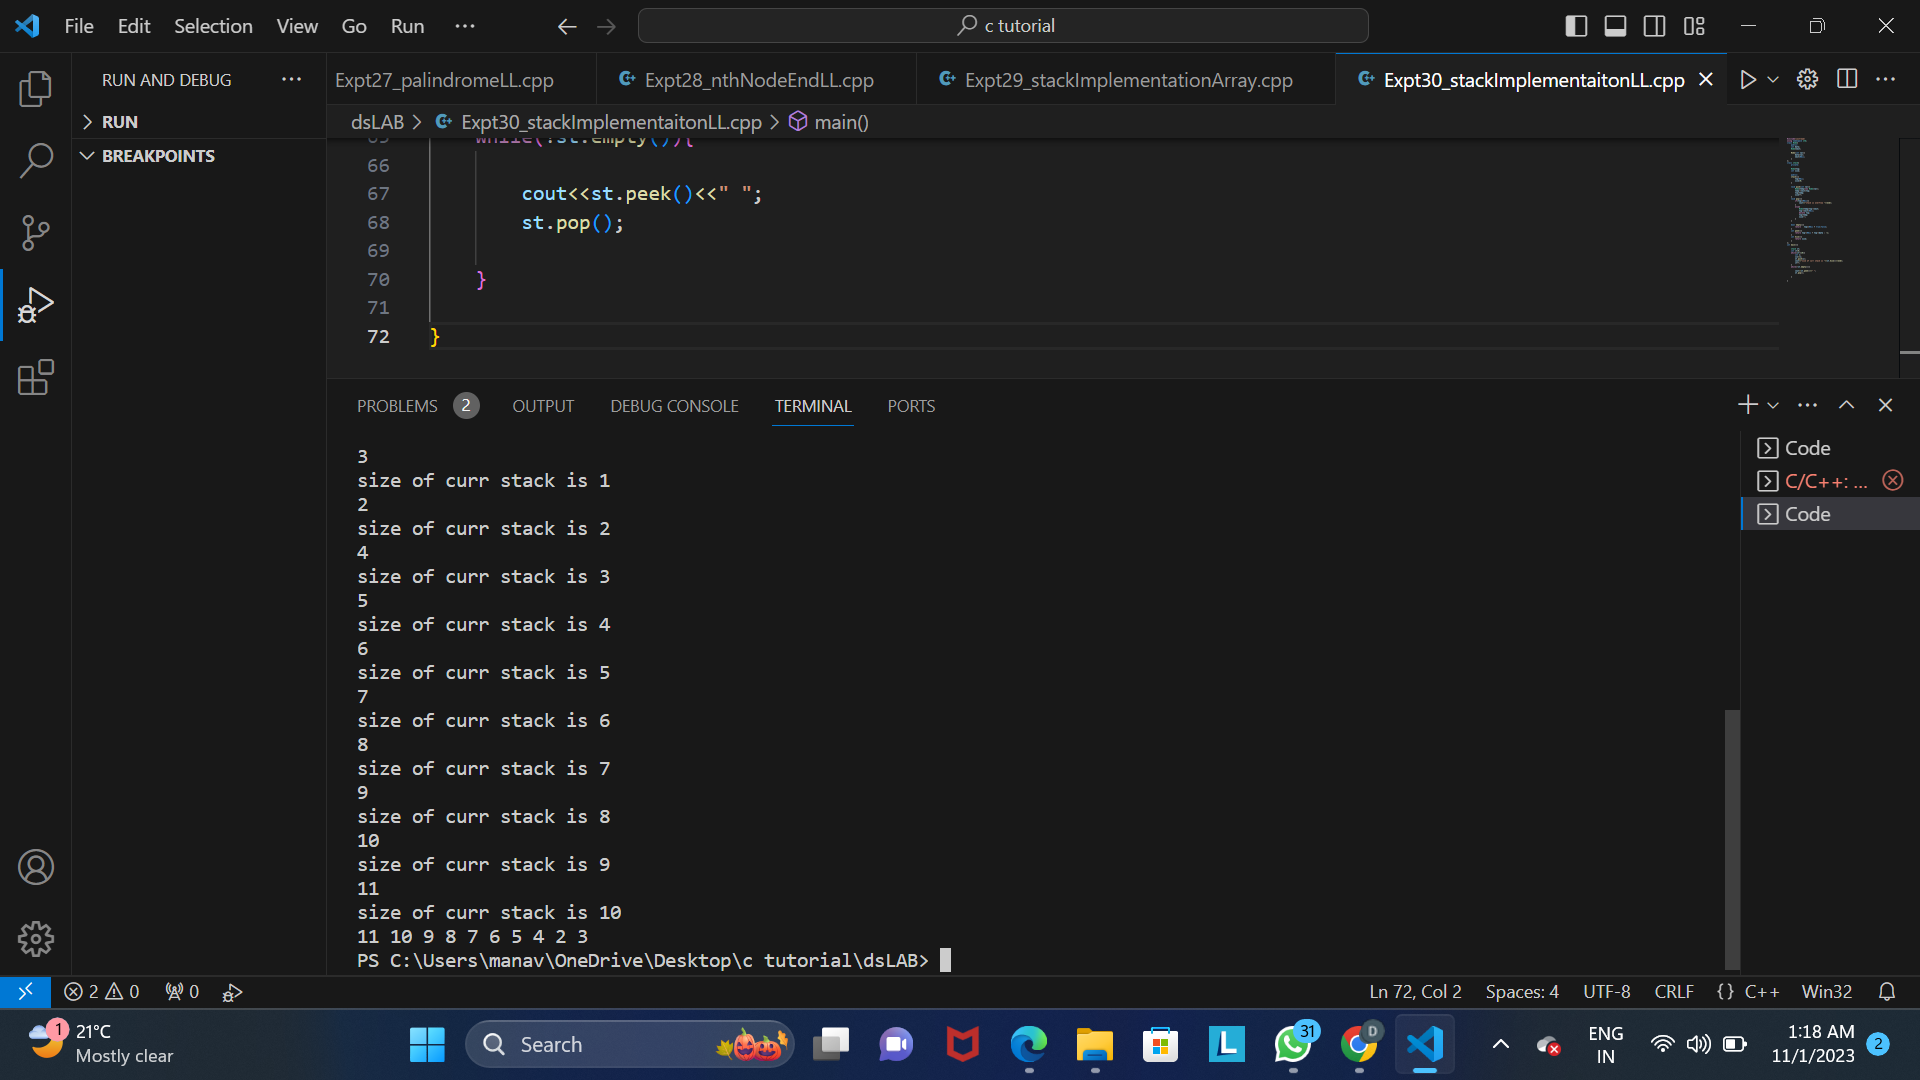 File Edit Selection View Go Run ··· c tutorial
RUN AND DEBUG ···
RUN
BREAKPOINTS
Expt27_palindromeLL.cpp Expt28_nthNodeEndLL.cpp Expt29_stackImplementationArray.cpp Expt30_stackImplementaitonLL.cpp
dsLAB > Expt30_stackImplementaitonLL.cpp > main()
65 while(!st.empty()){
66
67 cout<<st.peek()<<" ";
68 st.pop();
69
70 }
71
72 }
PROBLEMS 2 OUTPUT DEBUG CONSOLE TERMINAL PORTS
3
size of curr stack is 1
2
size of curr stack is 2
4
size of curr stack is 3
5
size of curr stack is 4
6
size of curr stack is 5
7
size of curr stack is 6
8
size of curr stack is 7
9
size of curr stack is 8
10
size of curr stack is 9
11
size of curr stack is 10
11 10 9 8 7 6 5 4 2 3
PS C:\Users\manav\OneDrive\Desktop\c tutorial\dsLAB>
Code
C/C++: ...
Code
2 0 0 Ln 72, Col 2 Spaces: 4 UTF-8 CRLF {} C++ Win32
1 21°C
Mostly clear
Search
L
31
D
ENG
IN
1:18 AM
11/1/2023
2